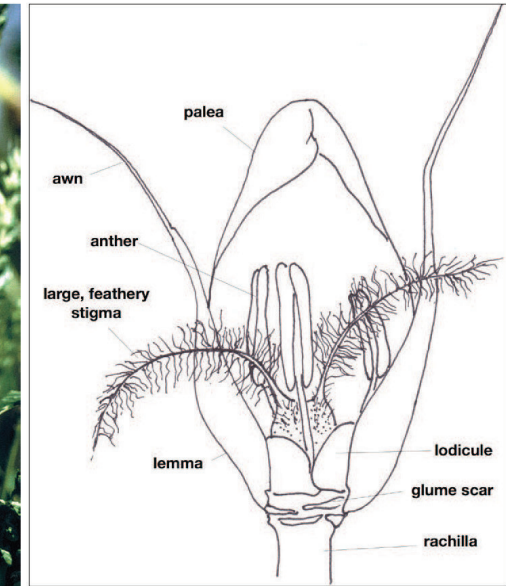 palea
awn
anther
large, feathery
stigma
lemma
lodicule
glume scar
rachilla